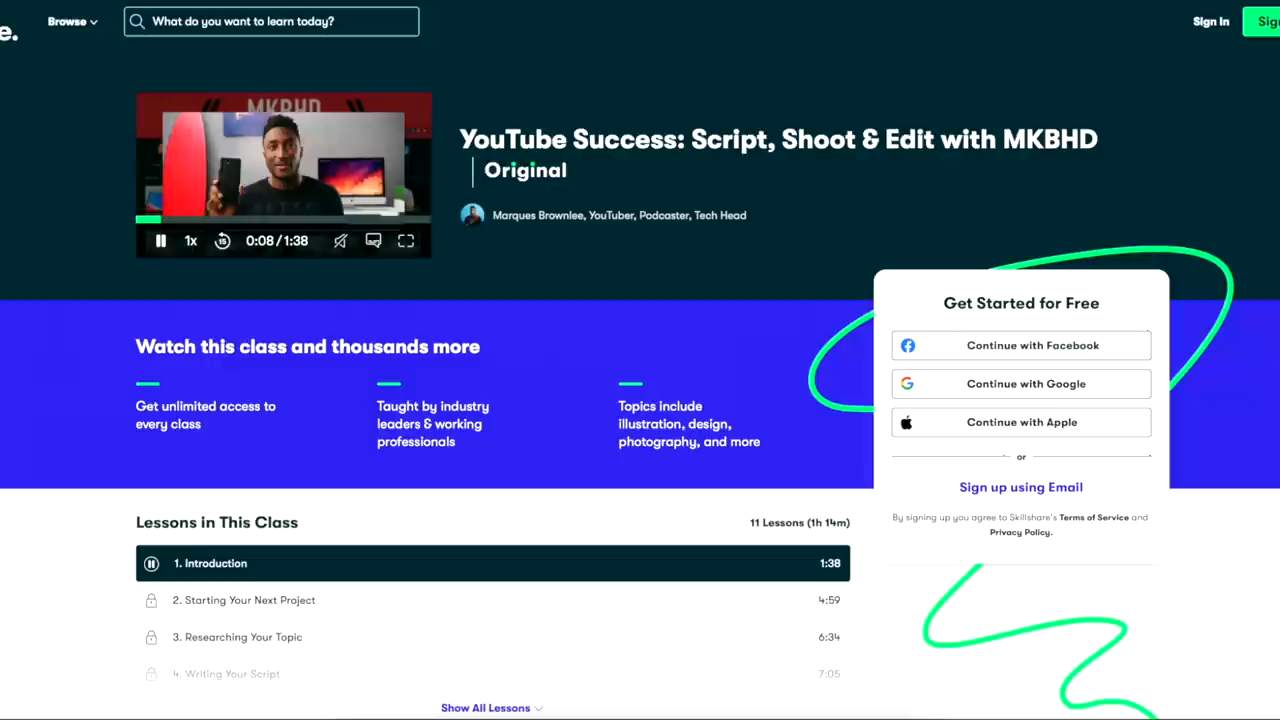 e.
Browse
What do you want to learn today?
Sign In
Sig
MKBHD
YouTube Success: Script, Shoot & Edit with MKBHD
Original
Marques Brownlee, YouTuber, Podcaster, Tech Head
1x
15
0:08/1:38
Get Started for Free
Continue with Facebook
Continue with Google
Continue with Apple
or
Sign up using Email
By signing up you agree to Skillshare's Terms of Service and
Privacy Policy.
Watch this class and thousands more
Get unlimited access to
every class
Taught by industry
leaders & working
professionals
Topics include
illustration, design,
photography, and more
Lessons in This Class
11 Lessons (1h 14m)
1. Introduction 1:38
2. Starting Your Next Project 4:59
3. Researching Your Topic 6:34
4. Writing Your Script 7:05
Show All Lessons